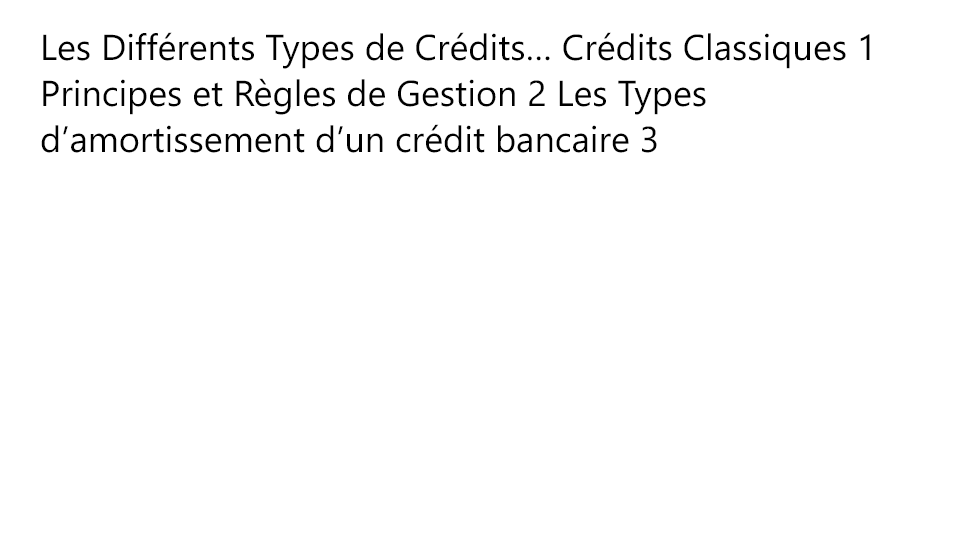 Les Différents Types de Crédits... Crédits Classiques 1
Principes et Règles de Gestion 2 Les Types
d’amortissement d’un crédit bancaire 3